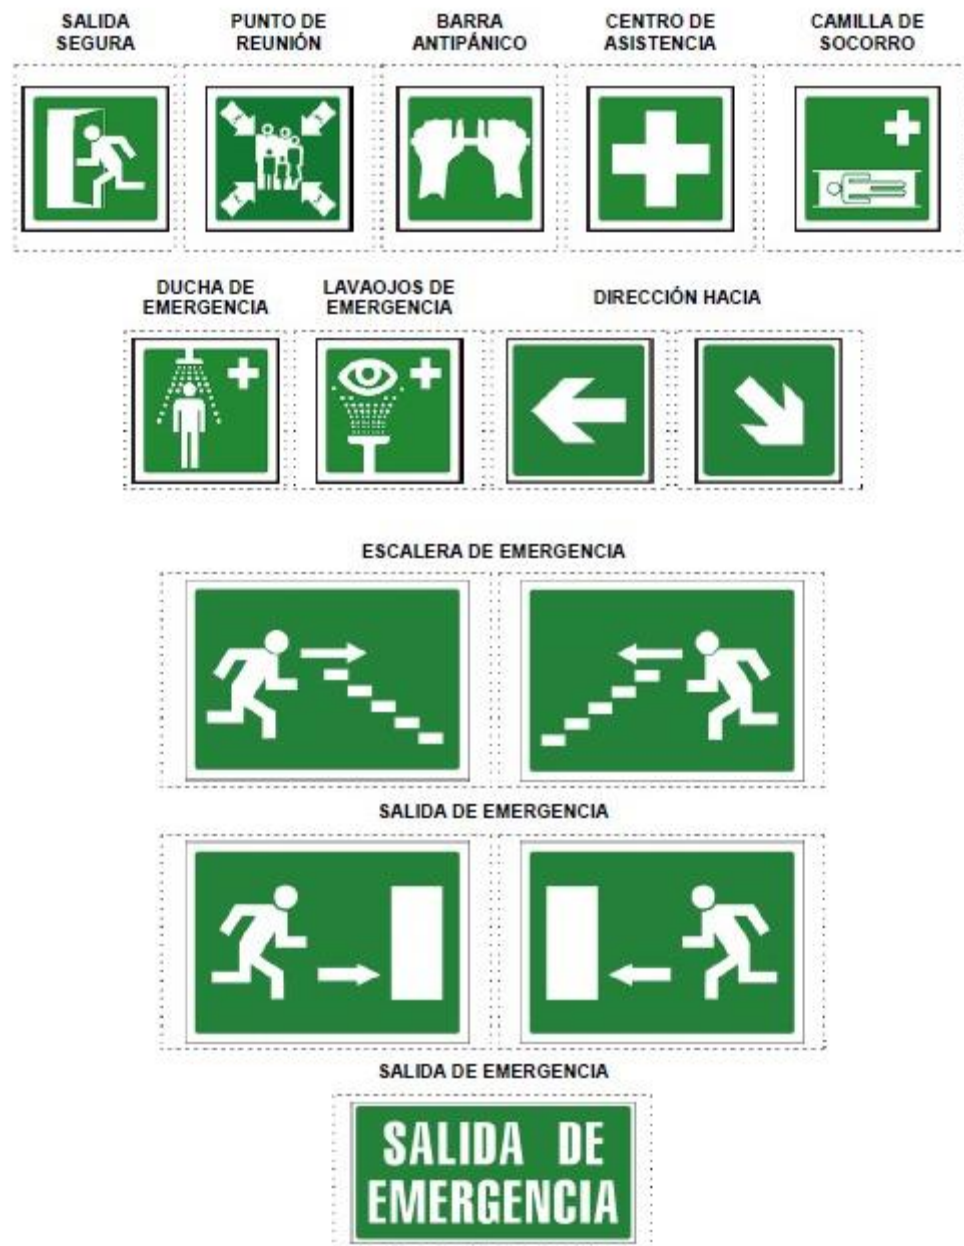 SALIDA
SEGURA
PUNTO DE
REUNIÓN
BARRA
ANTIPÁNICO
CENTRO DE
ASISTENCIA
CAMILLA DE
SOCORRO
DUCHA DE
EMERGENCIA
LAVAOJOS DE
EMERGENCIA
DIRECCIÓN HACIA
ESCALERA DE EMERGENCIA
SALIDA DE EMERGENCIA
SALIDA DE EMERGENCIA
SALIDA DE
EMERGENCIA